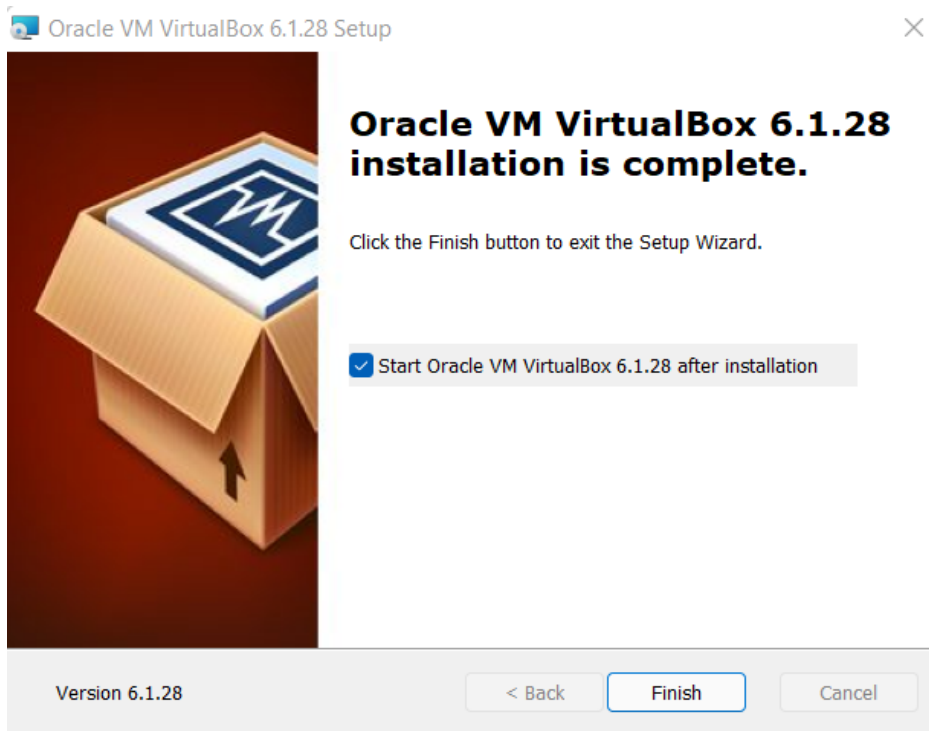 Oracle VM VirtualBox 6.1.28 Setup
Oracle VM VirtualBox 6.1.28
installation is complete.
Click the Finish button to exit the Setup Wizard.
Start Oracle VM VirtualBox 6.1.28 after installation
Version 6.1.28
< Back
Finish
Cancel